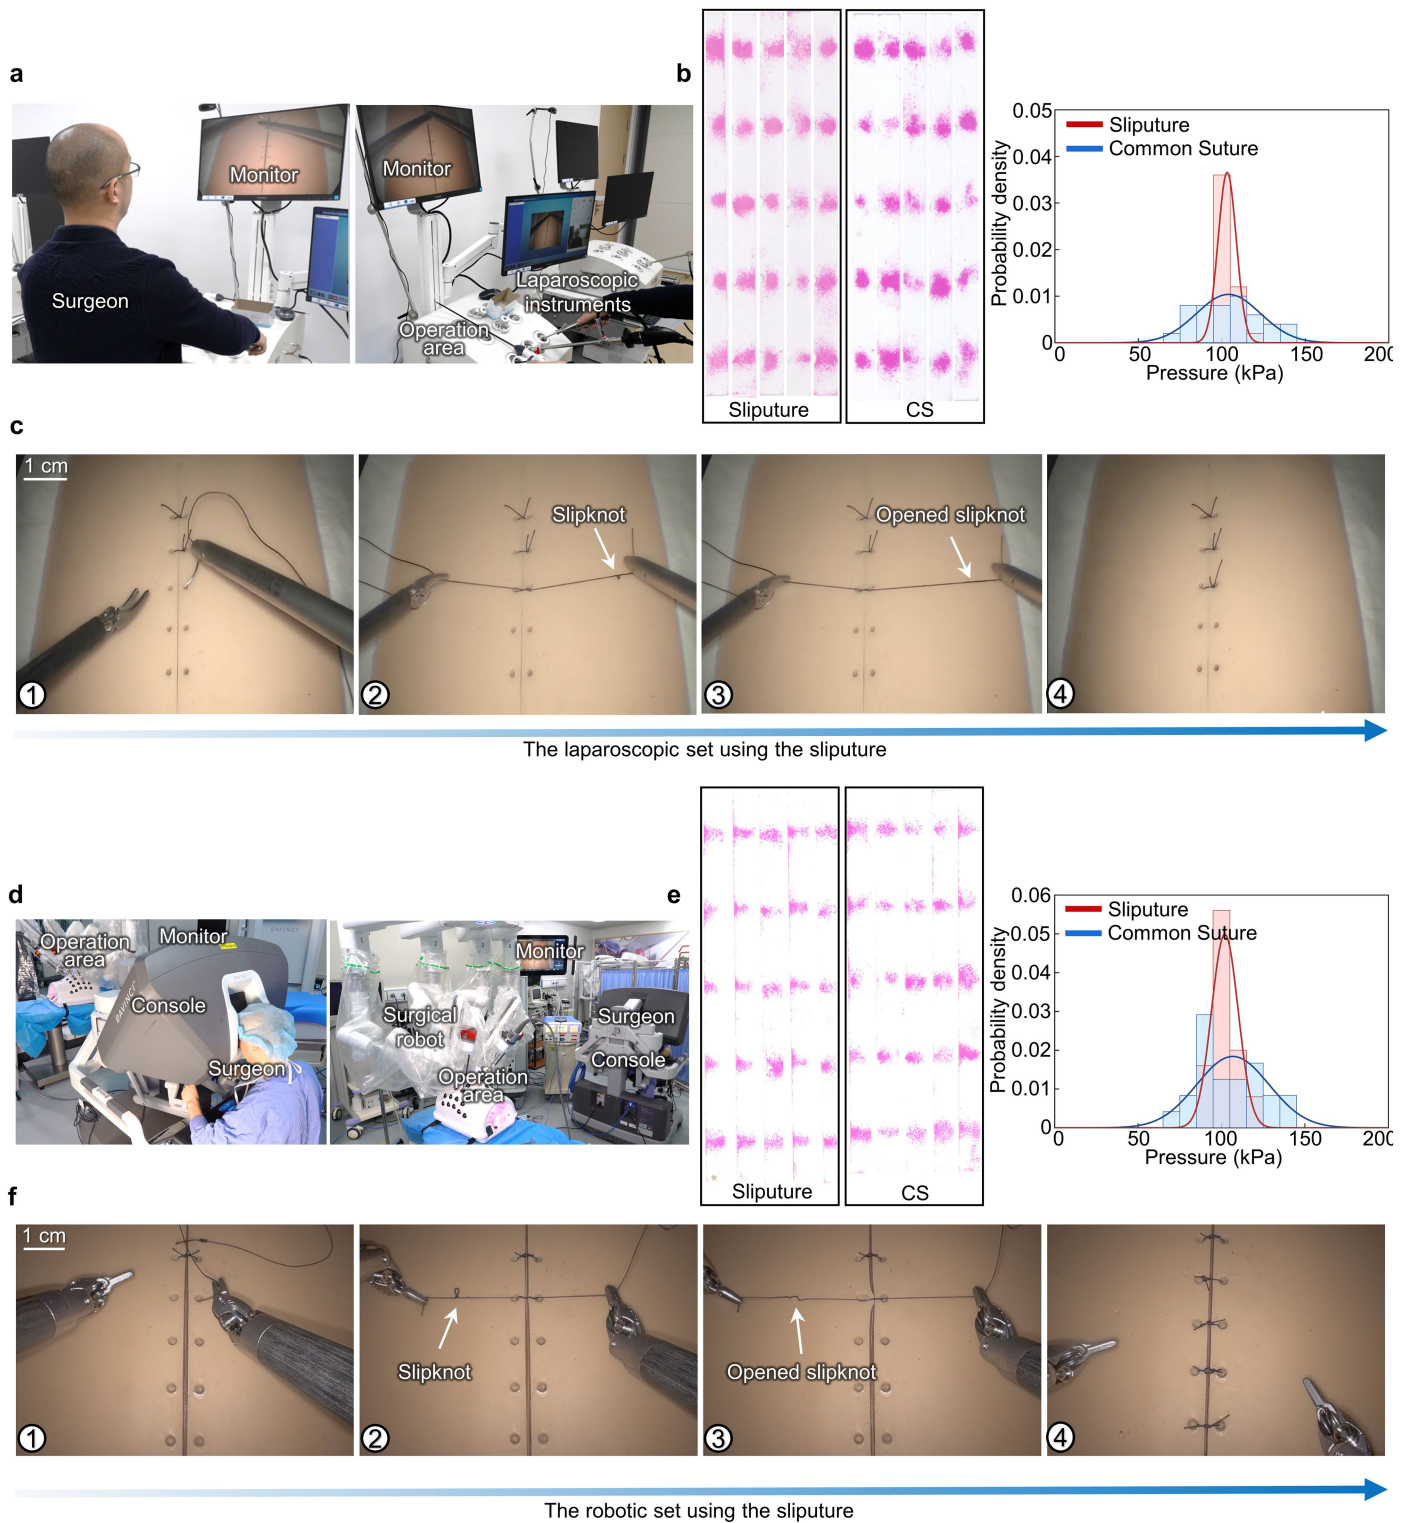 a
Monitor
Surgeon
Monitor
Laparoscopic
instruments
Operation
area
b
Sliputure
CS
Sliputure
Common Suture
Probability density
0.05
0.04
0.03
0.02
0.01
0
0
50
100
150
200
Pressure (kPa)
c
1 cm
1
Slipknot
2
Opened slipknot
3
4
The laparoscopic set using the sliputure
d
Operation
area
Monitor
Console
DAVINCI
DAVINCI
Surgeon
Monitor
1
2
3
Surgical
robot
Surgeon
Console
Operation
area
e
Sliputure
CS
Sliputure
Common Suture
Probability density
0.06
0.05
0.04
0.03
0.02
0.01
0
0
50
100
150
200
Pressure (kPa)
f
1 cm
1
Slipknot
2
Opened slipknot
3
4
The robotic set using the sliputure